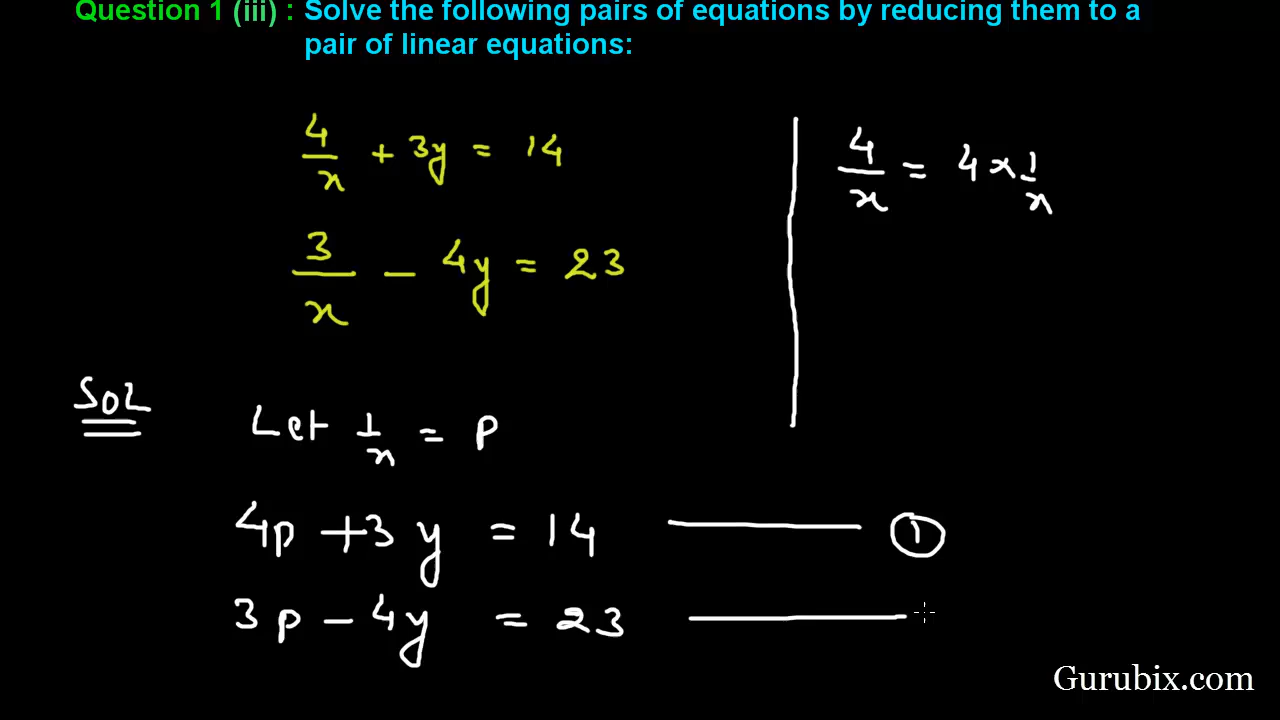 Question 1 (iii) : Solve the following pairs of equations by reducing them to a
pair of linear equations:
4/x + 3y = 14
4/x = 4 × 1/x
3/x - 4y = 23
SOL
Let 1/x = P
4p + 3y = 14 —— ①
3p - 4y = 23 ——
Gurubix.com